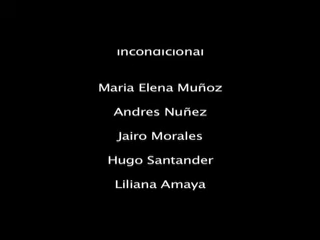 incondicional
Maria Elena Muñoz
Andres Nuñez
Jairo Morales
Hugo Santander
Liliana Amaya